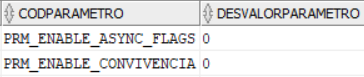 CODPARAMETRO DESVALORPARAMETRO
PRM_ENABLE_ASYNC_FLAGS 0
PRM_ENABLE_CONVIVENCIA 0